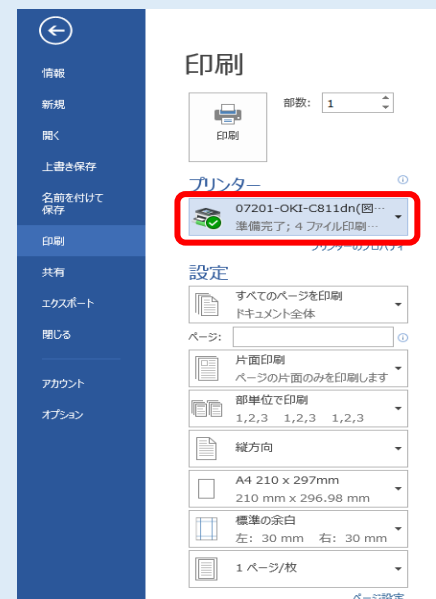 情報
新規
開く
上書き保存
名前を付けて
保存
印刷
共有
エクスポート
閉じる
アカウント
オプション
印刷
印刷
部数: 1
プリンター
07201-OKI-C811dn(図…
準備完了; 4 ファイル印刷…
プリンターのプロパティ
設定
すべてのページを印刷
ドキュメント全体
ページ:
片面印刷
ページの片面のみを印刷します
部単位で印刷
1,2,3 1,2,3 1,2,3
縦方向
A4 210 x 297mm
210 mm x 296.98 mm
標準の余白
左: 30 mm 右: 30 mm
1 ページ/枚
ページ設定